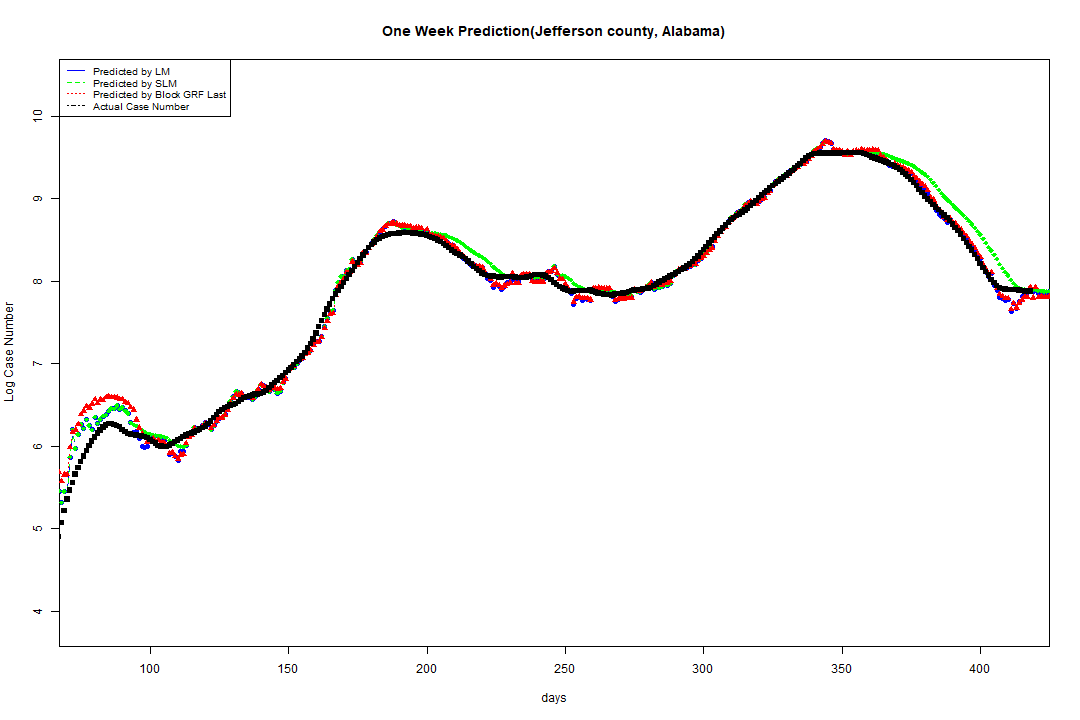 One Week Prediction(Jefferson county, Alabama)
Predicted by LM
Predicted by SLM
Predicted by Block GRF Last
Actual Case Number
10
9
8
7
6
5
4
Log Case Number
100 150 200 250 300 350 400
days